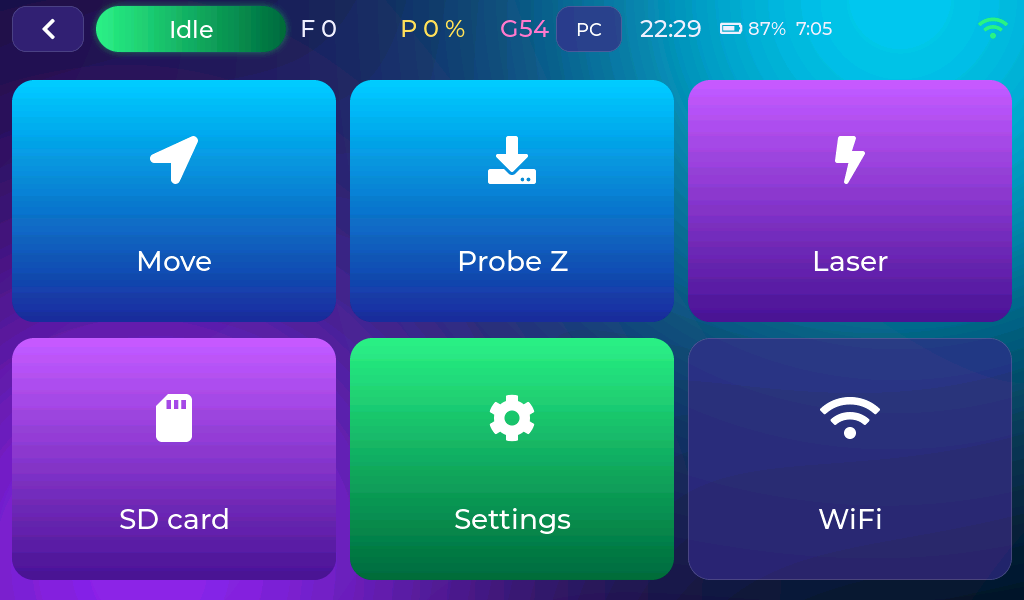 Idle F 0 P 0 % G54 PC 22:29 87% 7:05
Move Probe Z Laser
SD card Settings WiFi